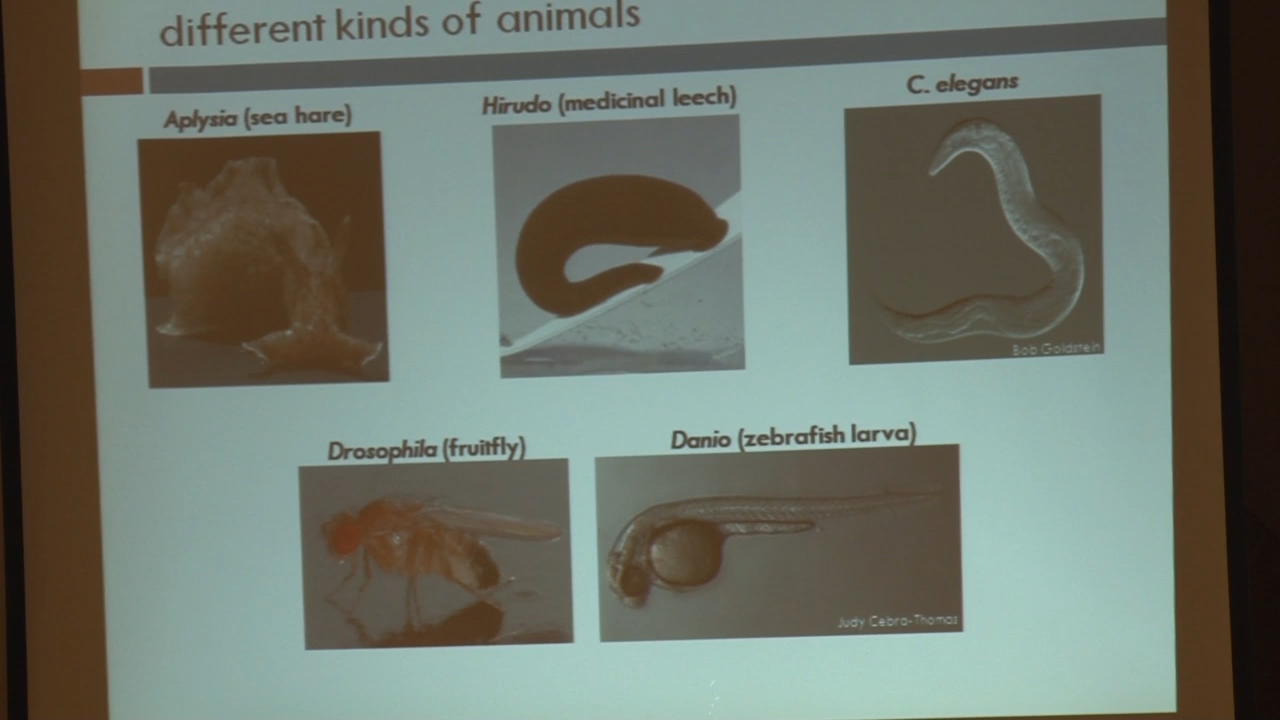 different kinds of animals
Aplysia (sea hare)
Hirudo (medicinal leech)
C. elegans
Bob Goldstein
Drosophila (fruitfly)
Danio (zebrafish larva)
Judy Cebra-Thomas